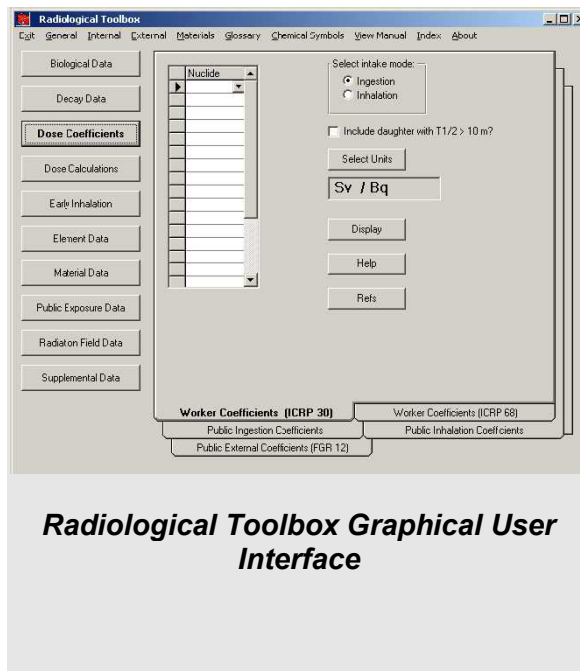 Radiological Toolbox
Exit General Internal External Materials Glossary Chemical Symbols View Manual Index About
Biological Data
Decay Data
Dose Coefficients
Dose Calculations
Early Inhalation
Element Data
Material Data
Public Exposure Data
Radiaton Field Data
Supplemental Data
Nuclide
Select intake mode:
Ingestion
Inhalation
Include daughter with T1/2 > 10 m?
Select Units
Sv / Bq
Display
Help
Refs
Worker Coefficients (ICRP 30)
Worker Coefficients (ICRP 68)
Public Ingestion Coefficients
Public Inhalation Coefficients
Public External Coefficients (FGR 12)
Radiological Toolbox Graphical User
Interface